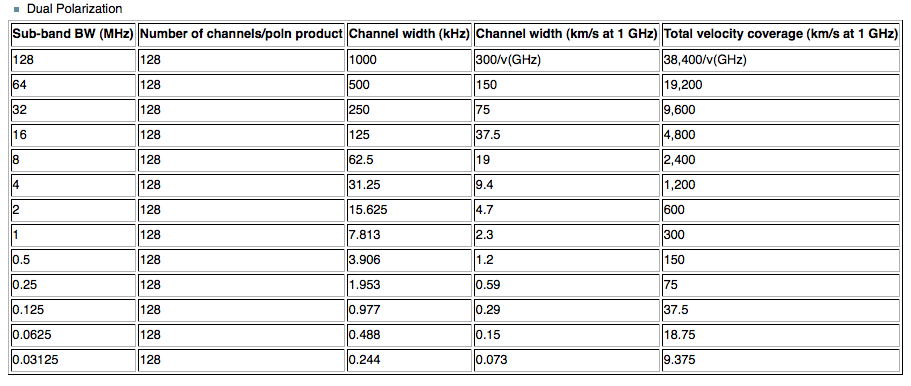 Dual Polarization
Sub-band BW (MHz) Number of channels/poln product Channel width (kHz) Channel width (km/s at 1 GHz) Total velocity coverage (km/s at 1 GHz)
128 128 1000 300/ν(GHz) 38,400/ν(GHz)
64 128 500 150 19,200
32 128 250 75 9,600
16 128 125 37.5 4,800
8 128 62.5 19 2,400
4 128 31.25 9.4 1,200
2 128 15.625 4.7 600
1 128 7.813 2.3 300
0.5 128 3.906 1.2 150
0.25 128 1.953 0.59 75
0.125 128 0.977 0.29 37.5
0.0625 128 0.488 0.15 18.75
0.03125 128 0.244 0.073 9.375